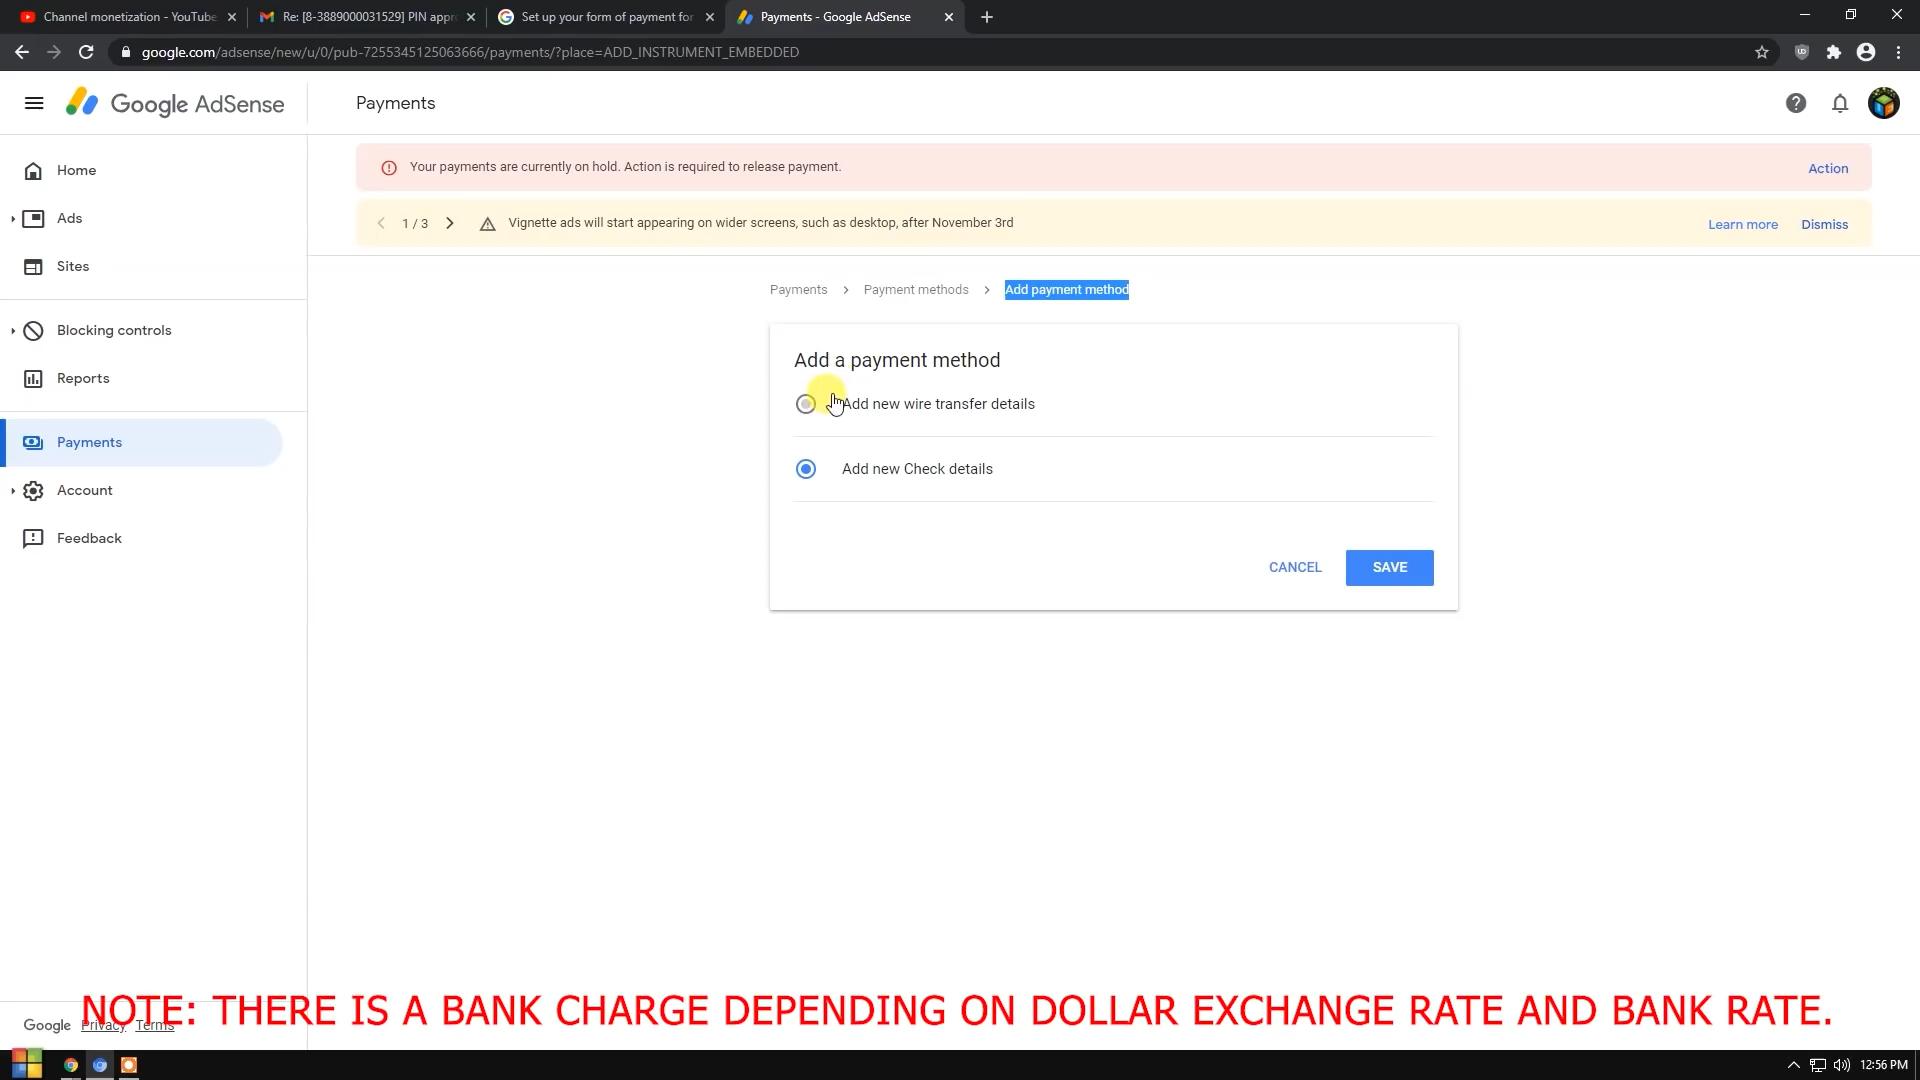 Channel monetization - YouTube
Re: [8-3889000031529] PIN appr
Set up your form of payment for
Payments - Google AdSense
google.com/adsense/new/u/0/pub-7255345125063666/payments/?place=ADD_INSTRUMENT_EMBEDDED
Google AdSense
Payments
Home
Ads
Sites
Blocking controls
Reports
Payments
Account
Feedback
Your payments are currently on hold. Action is required to release payment.
Action
1 / 3
Vignette ads will start appearing on wider screens, such as desktop, after November 3rd
Learn more
Dismiss
Payments > Payment methods > Add payment method
Add a payment method
Add new wire transfer details
Add new Check details
CANCEL
SAVE
NOTE: THERE IS A BANK CHARGE DEPENDING ON DOLLAR EXCHANGE RATE AND BANK RATE.
Google Privacy Terms
12:56 PM